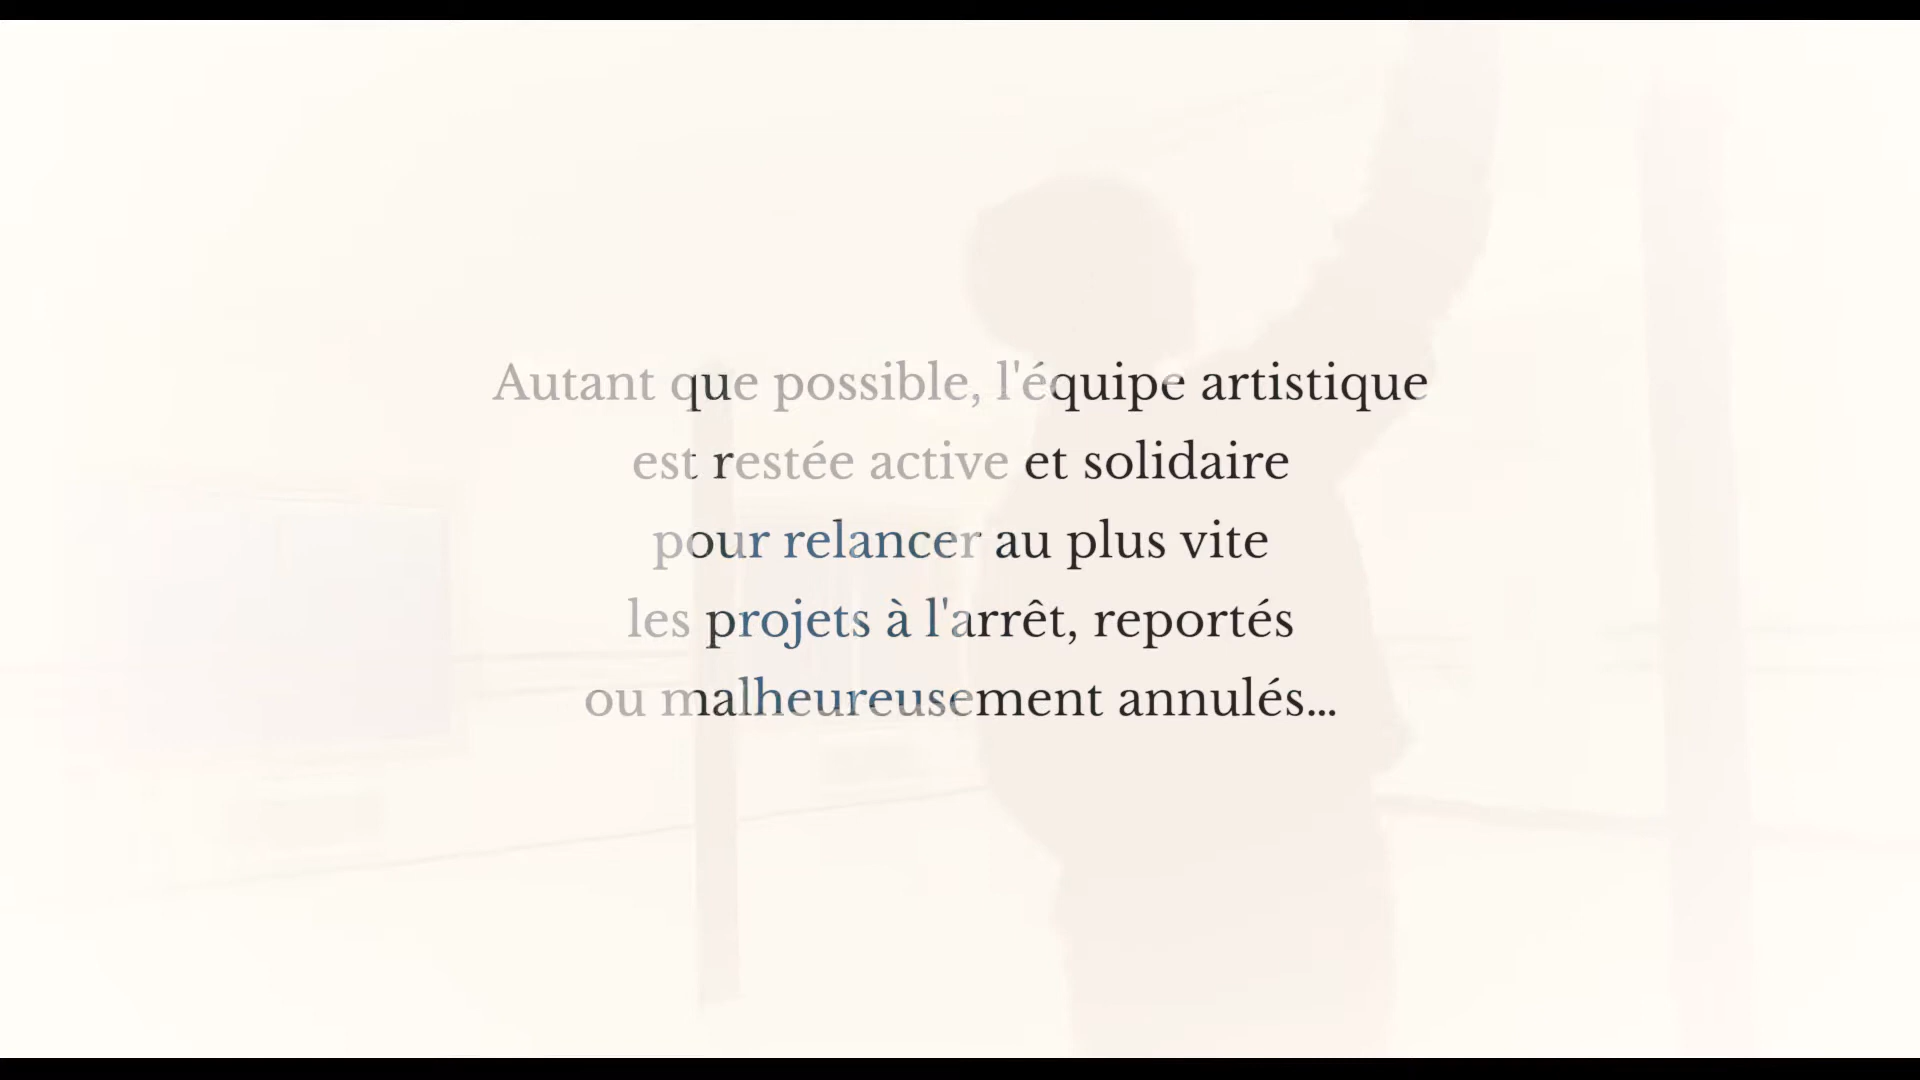 Autant que possible, l'équipe artistique
est restée active et solidaire
pour relancer au plus vite
les projets à l'arrêt, reportés
ou malheureusement annulés...